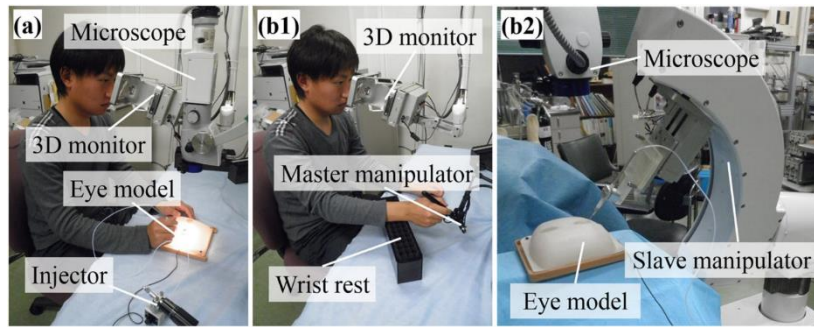 (a)
Microscope
3D monitor
Eye model
Injector
(b1)
3D monitor
Master manipulator
Wrist rest
(b2)
Microscope
Slave manipulator
Eye model